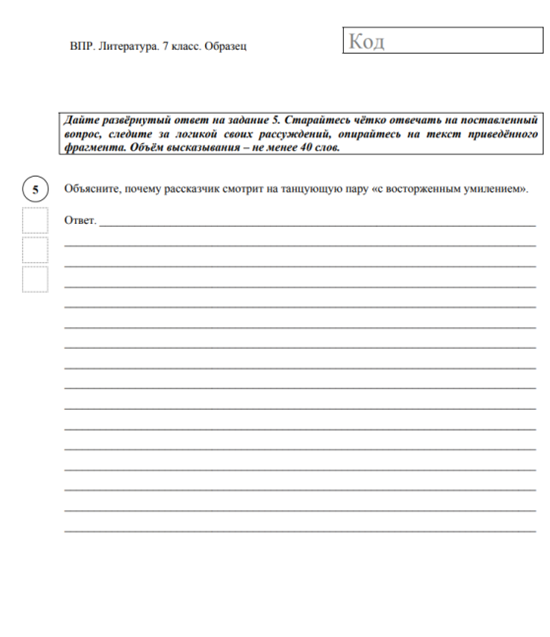 ВПР. Литература. 7 класс. Образец
Код
Дайте развёрнутый ответ на задание 5. Старайтесь чётко отвечать на поставленный
вопрос, следите за логикой своих рассуждений, опирайтесь на текст приведённого
фрагмента. Объём высказывания – не менее 40 слов.
5
Объясните, почему рассказчик смотрит на танцующую пару «с восторженным умилением».
Ответ.